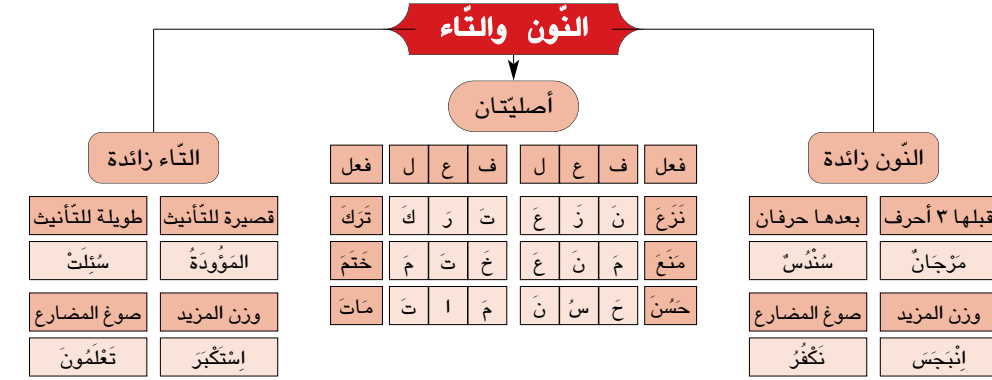 النّون والتّاء
أصليّتان
النّون زائدة
التّاء زائدة
فعل ف ع ل ف ع ل فعل
قبلها ٣ أحرف بعدها حرفان
نَزَعَ نَ زَ عَ تَ رَ كَ تَرَكَ
قصيرة للتّأنيث طويلة للتّأنيث
مَرْجَانٌ سُنْدُسٌ
مَنَعَ مَ نَ عَ خَ تَ مَ خَتَمَ
المَوْؤُودَةُ سُئِلَتْ
وزن المزيد صوغ المضارع
حَسُنَ حَ سُ نَ مَ ا تَ مَاتَ
وزن المزيد صوغ المضارع
اِنْبَجَسَ نَكْفُرُ
اِسْتَكْبَرَ تَعْلَمُونَ